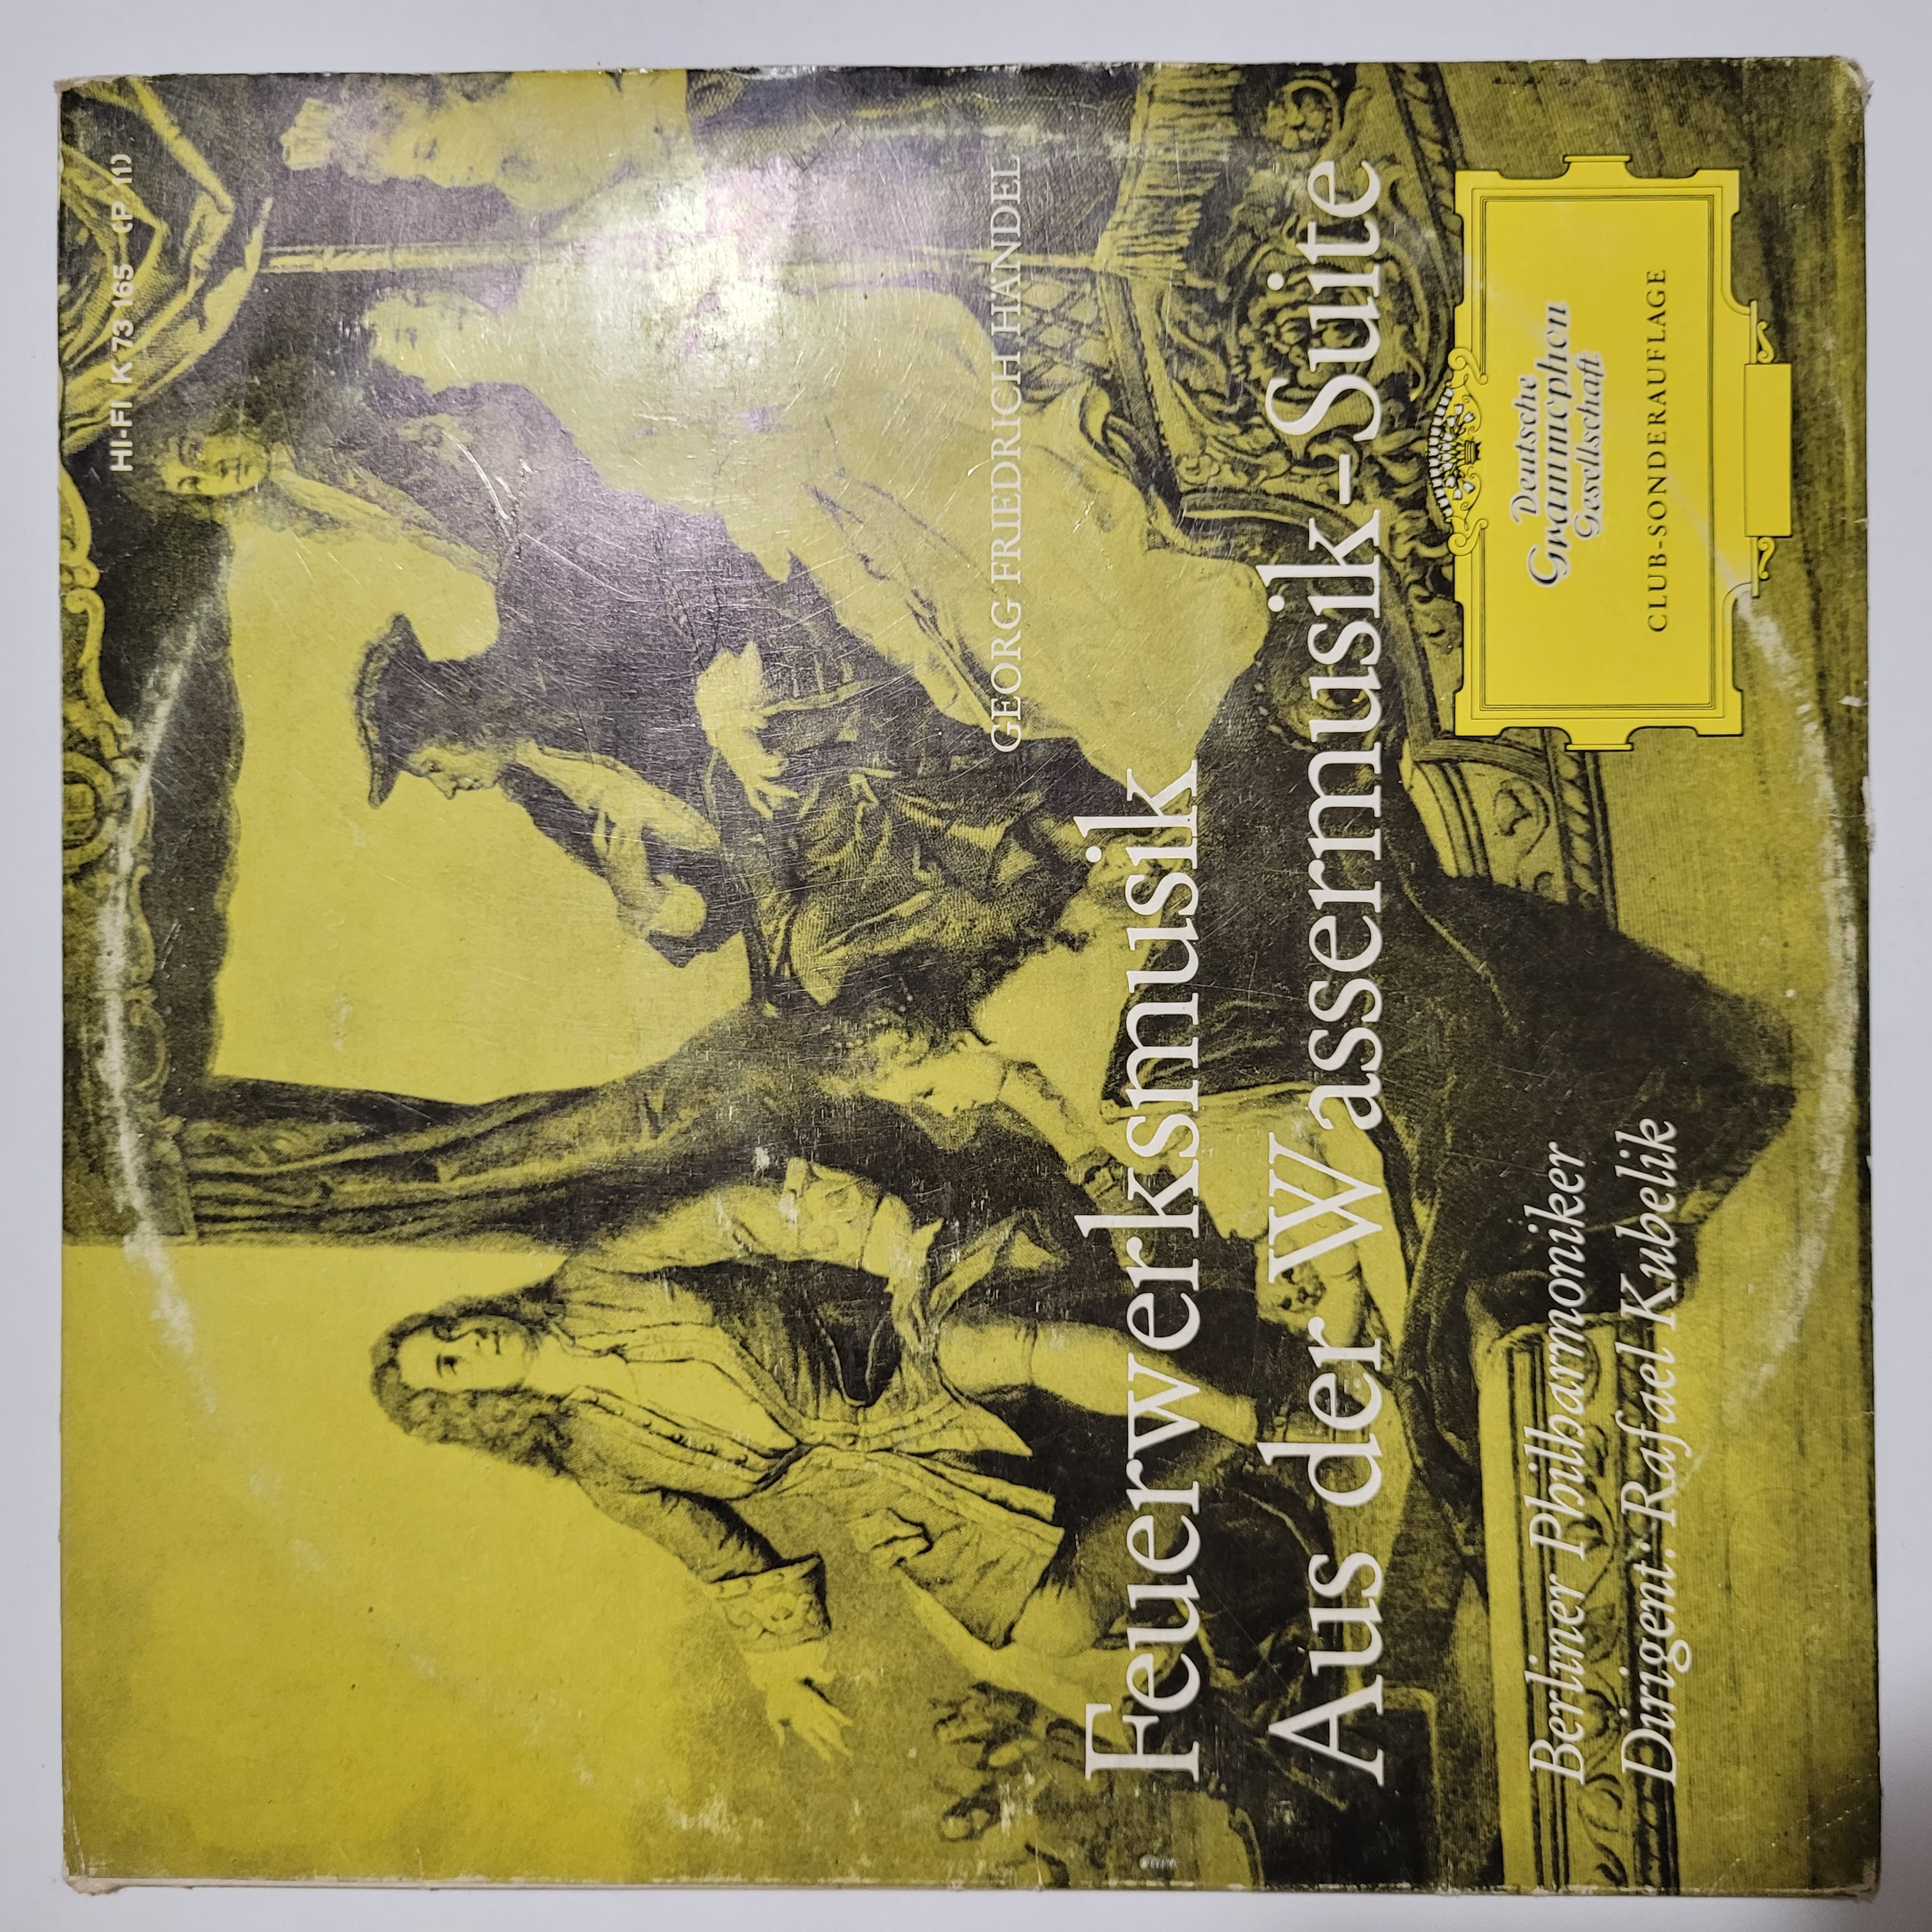 HI-FI K 73 165 (P 11)
GEORG FRIEDRICH HÄNDEL
Feuerwerksmusik
Aus der Wassermusik-Suite
Deutsche
Grammophon
Gesellschaft
CLUB-SONDERAUFLAGE
Berliner Philharmoniker
Dirigent: Rafael Kubelik